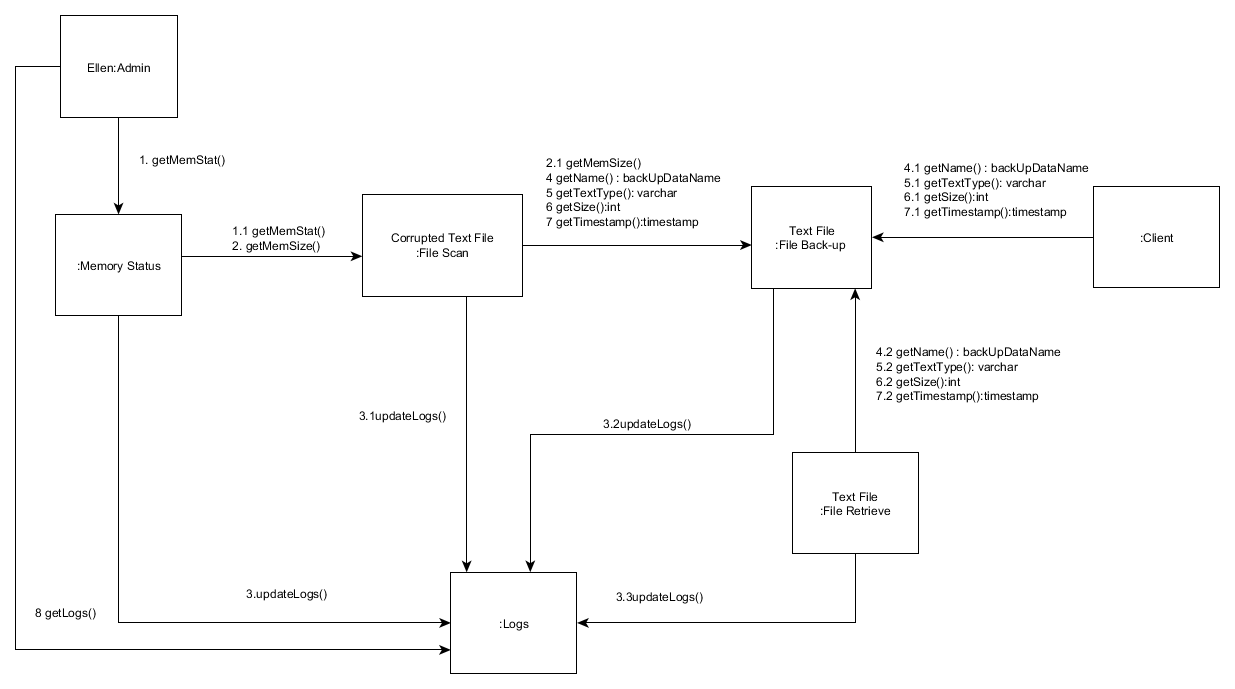 Ellen:Admin
1. getMemStat()
2.1 getMemSize()
4 getName() : backUpDataName
5 getTextType(): varchar
6 getSize():int
7 getTimestamp():timestamp
4.1 getName() : backUpDataName
5.1 getTextType(): varchar
6.1 getSize():int
7.1 getTimestamp():timestamp
:Memory Status
1.1 getMemStat()
2. getMemSize()
Corrupted Text File
:File Scan
Text File
:File Back-up
:Client
4.2 getName() : backUpDataName
5.2 getTextType(): varchar
6.2 getSize():int
7.2 getTimestamp():timestamp
3.1updateLogs()
3.2updateLogs()
Text File
:File Retrieve
3.updateLogs()
3.3updateLogs()
8 getLogs()
:Logs